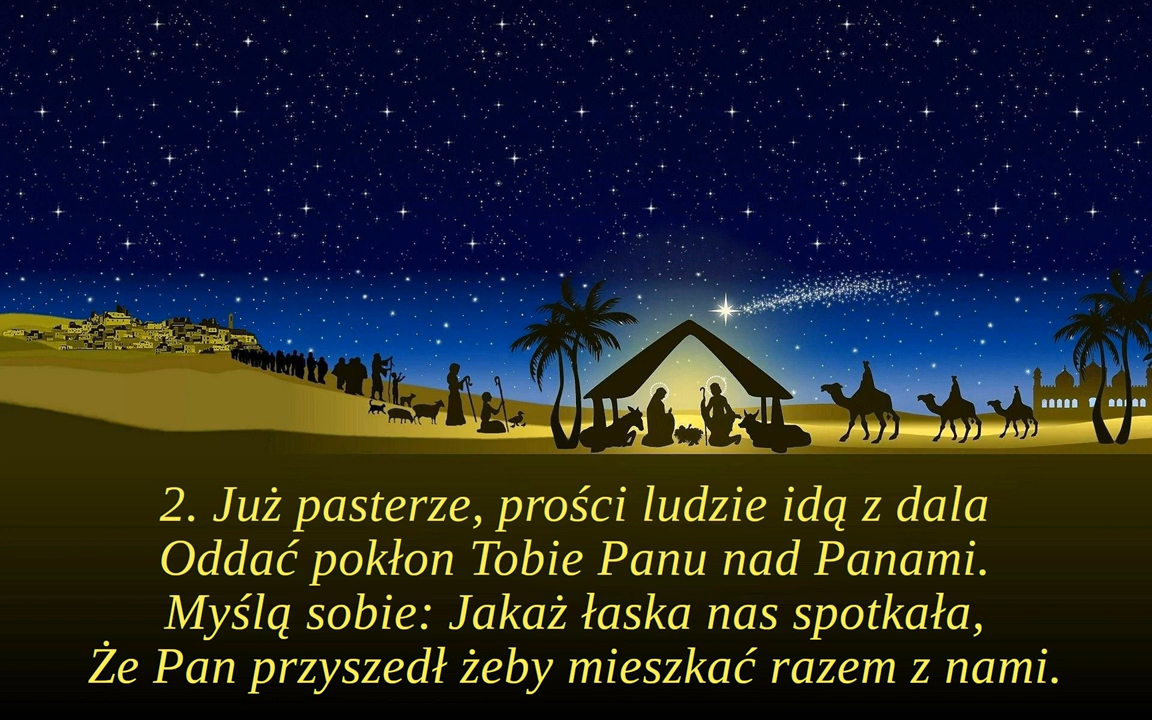 2. Już pasterze, prości ludzie idą z dala
Oddać pokłon Tobie Panu nad Panami.
Myślą sobie: Jakaż łaska nas spotkała,
Że Pan przyszedł żeby mieszkać razem z nami.